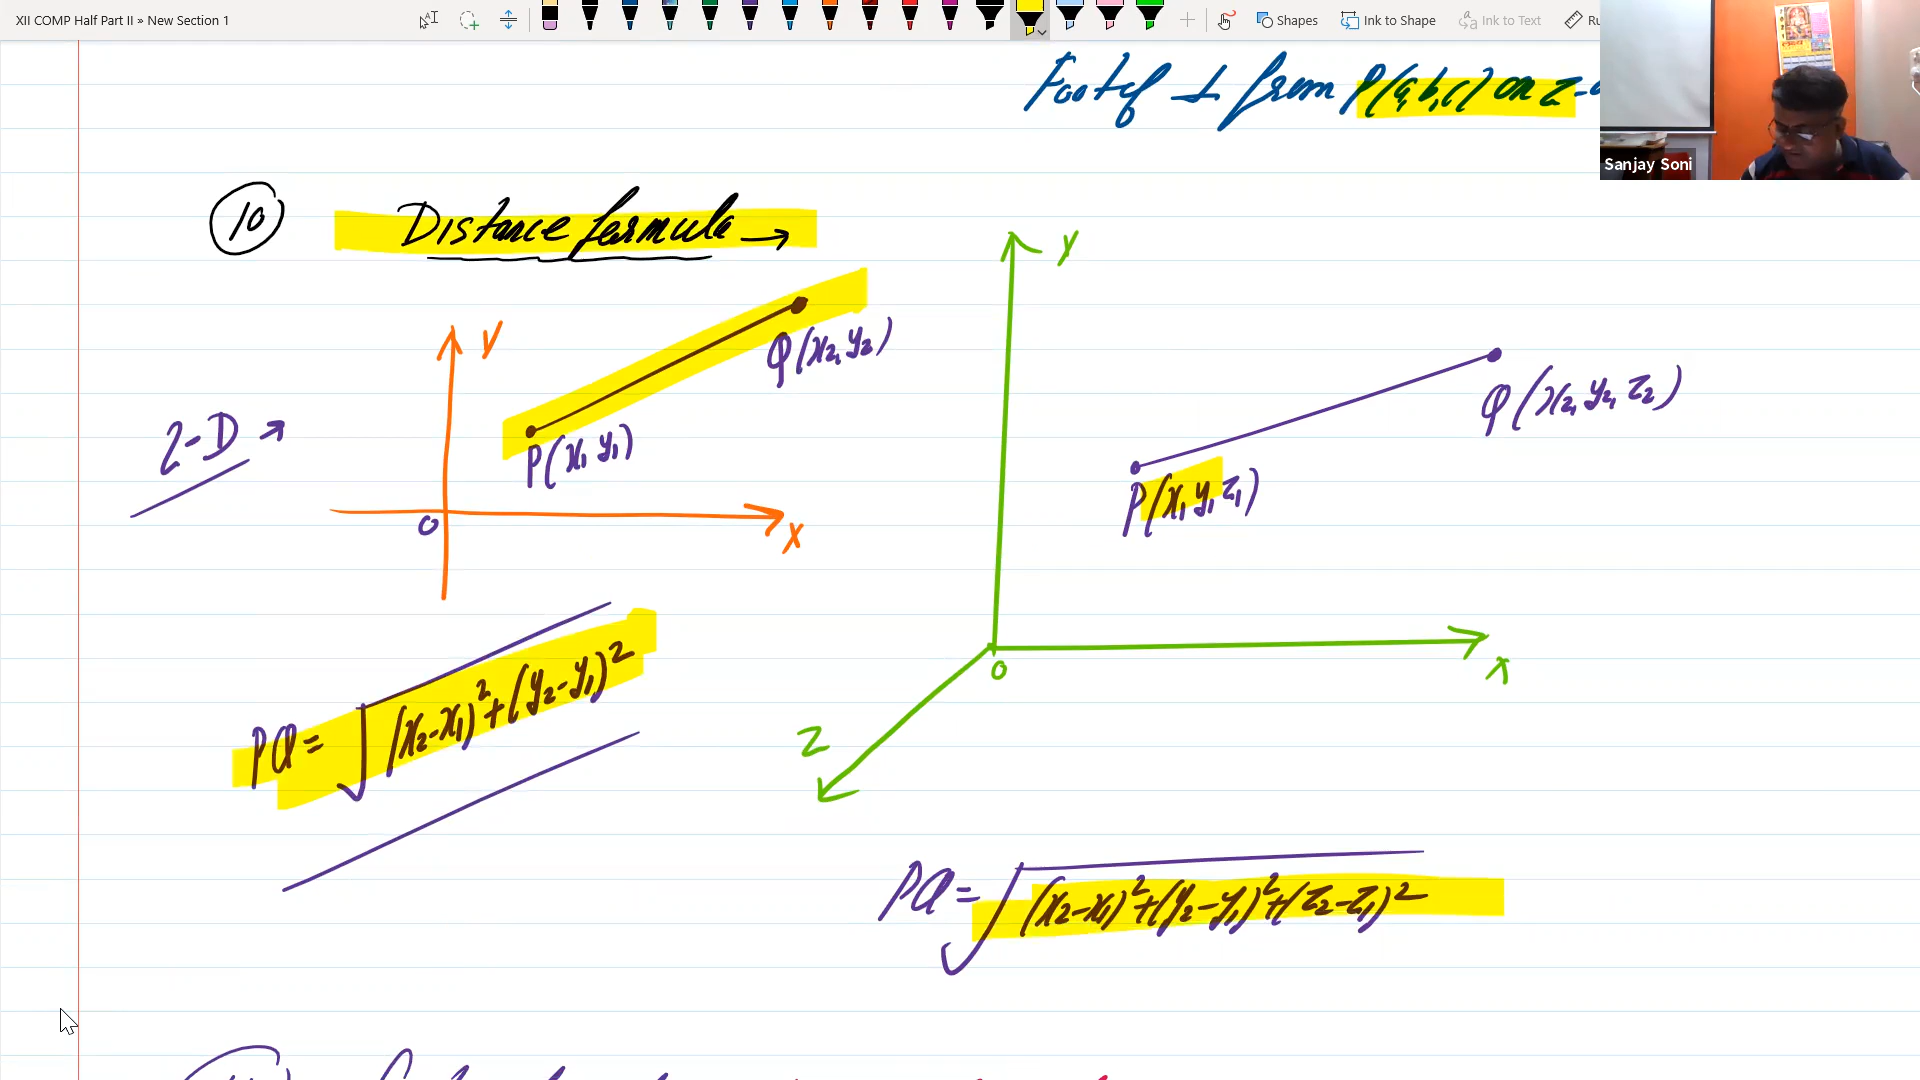 XII COMP Half Part II » New Section 1
Shapes
Ink to Shape
Ink to Text
Ru
Foot of ⊥ from P(a,b,c) on Z-
Sanjay Soni
10
Distance formula →
Y
Y
Q(x2, y2)
2-D →
P(x1, y1)
Q(x2, y2, z2)
P(x1, y1, z1)
O
X
O
X
PQ = √(x2-x1)²+(y2-y1)²
Z
PQ = √(x2-x1)²+(y2-y1)²+(z2-z1)²